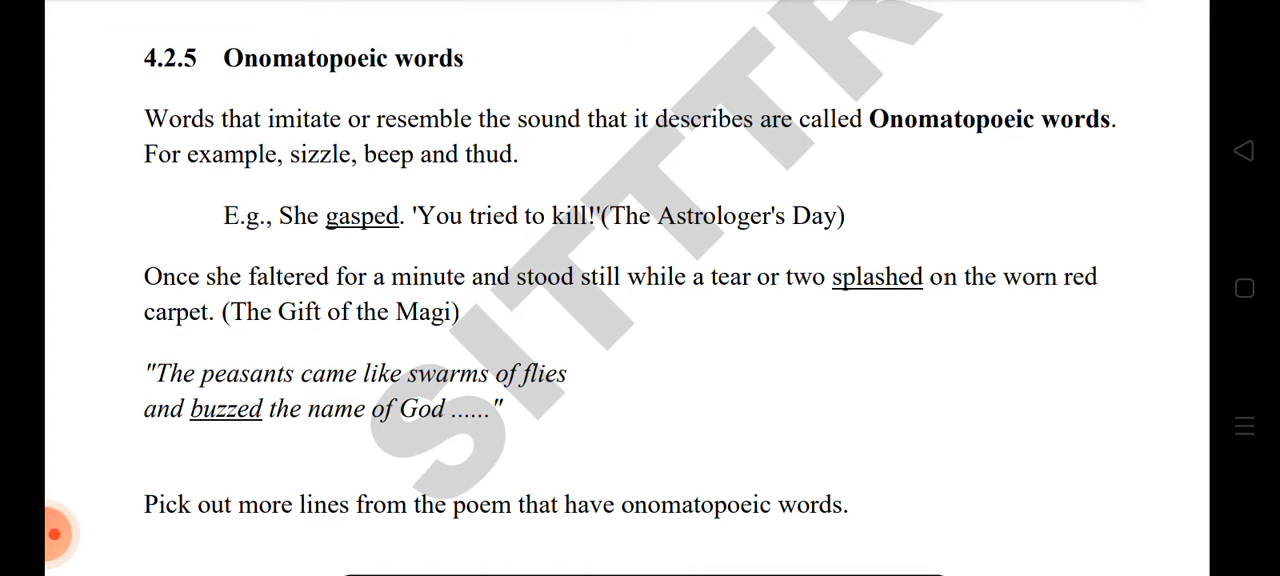 4.2.5 Onomatopoeic words
Words that imitate or resemble the sound that it describes are called Onomatopoeic words.
For example, sizzle, beep and thud.
E.g., She gasped. 'You tried to kill!'(The Astrologer's Day)
Once she faltered for a minute and stood still while a tear or two splashed on the worn red
carpet. (The Gift of the Magi)
"The peasants came like swarms of flies
and buzzed the name of God ......"
Pick out more lines from the poem that have onomatopoeic words.
SITTTR